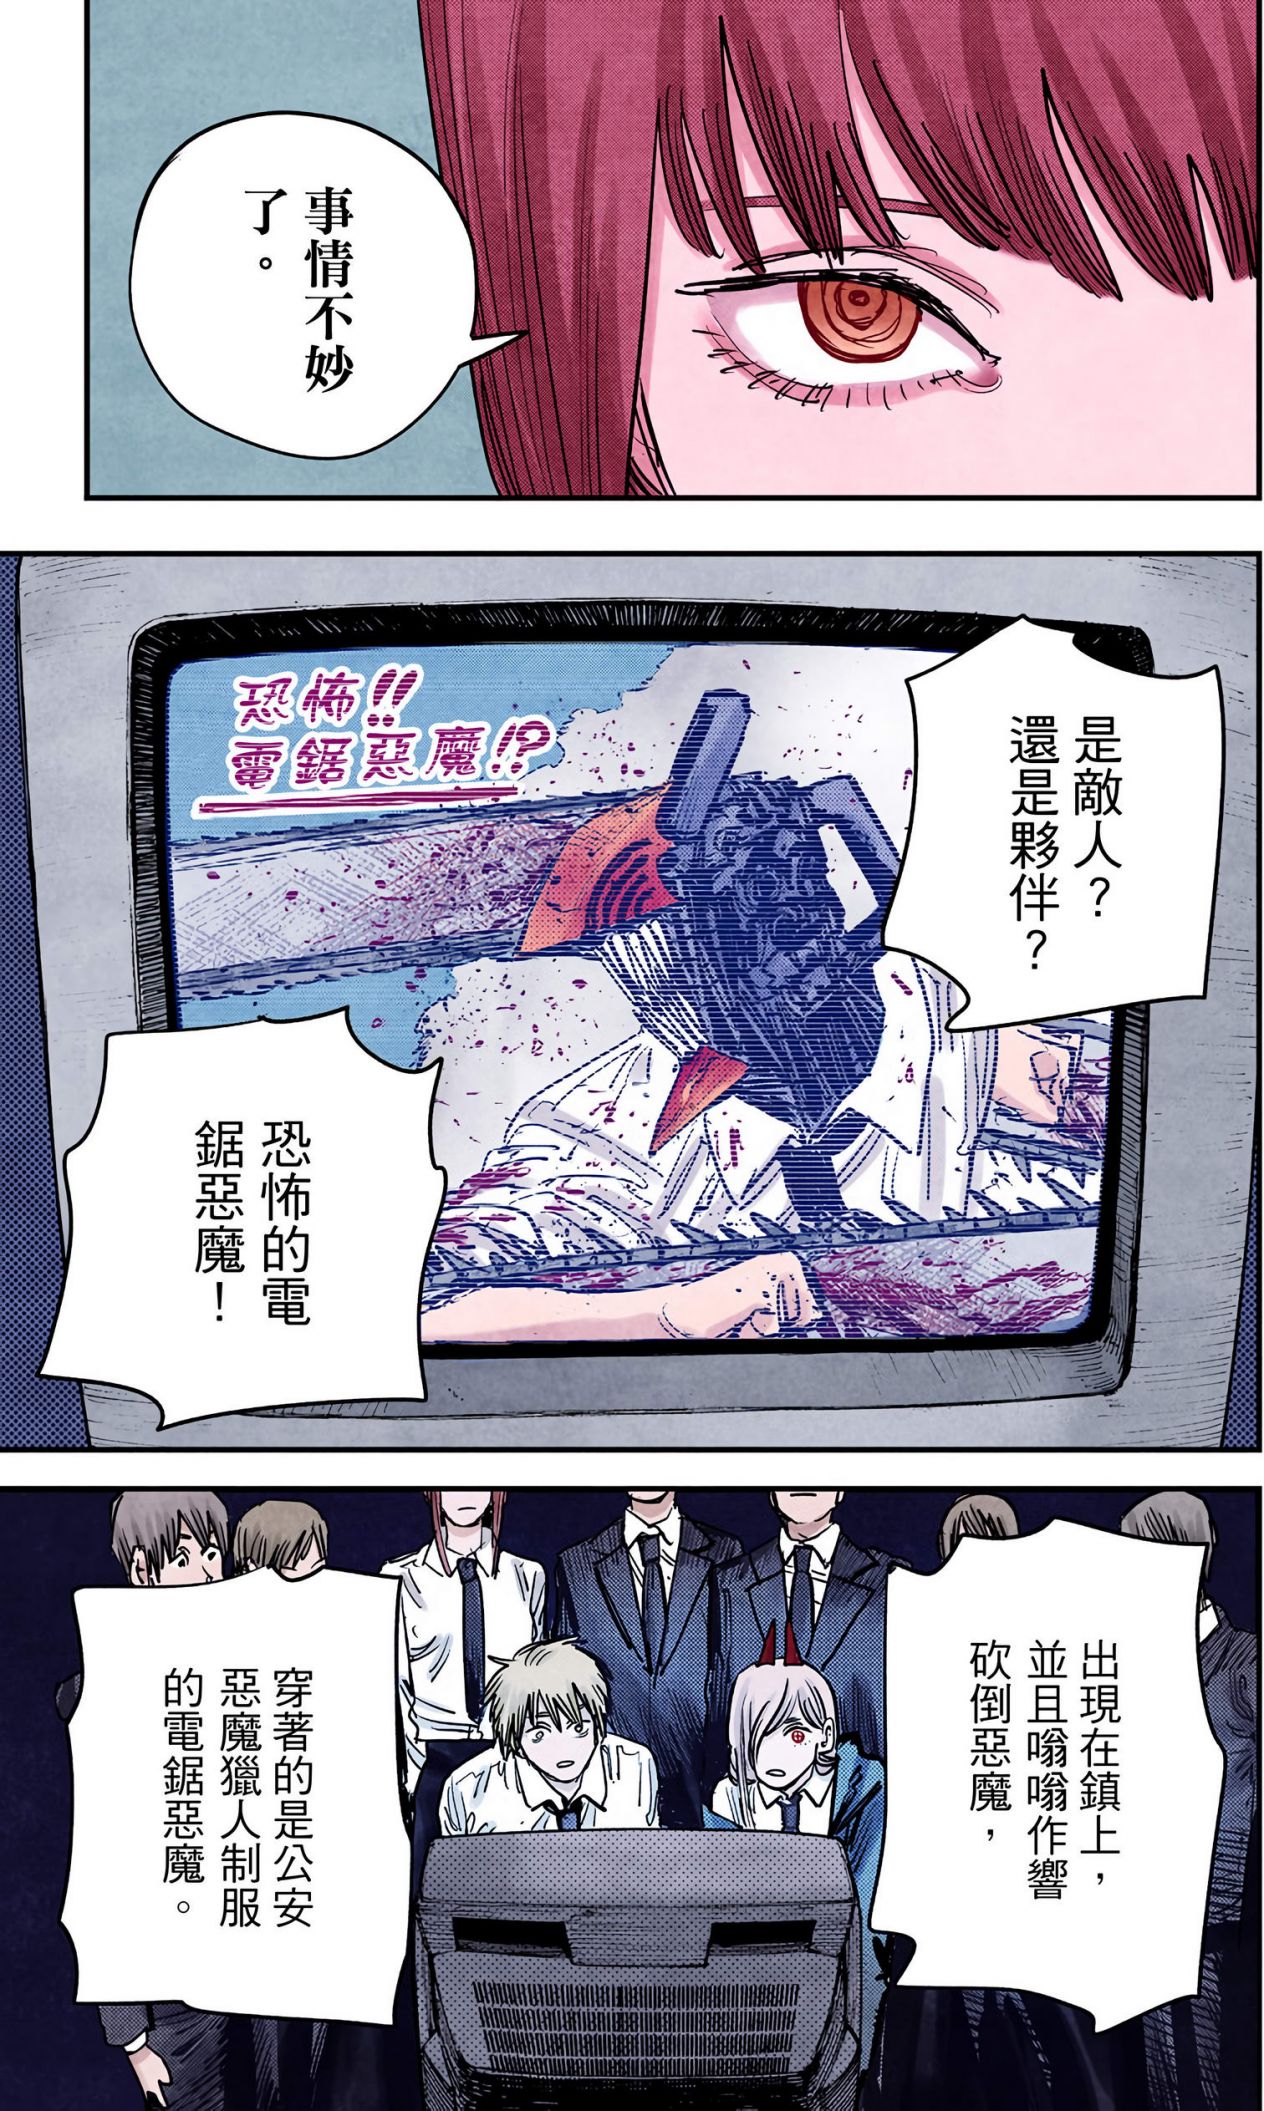 事情不妙
了。
恐怖!!
電鋸惡魔!?
是敵人？
還是夥伴？
恐怖的電
鋸惡魔！
出現在鎮上，
並且嗡嗡作響
砍倒惡魔，
穿著的是公安
惡魔獵人制服
的電鋸惡魔。